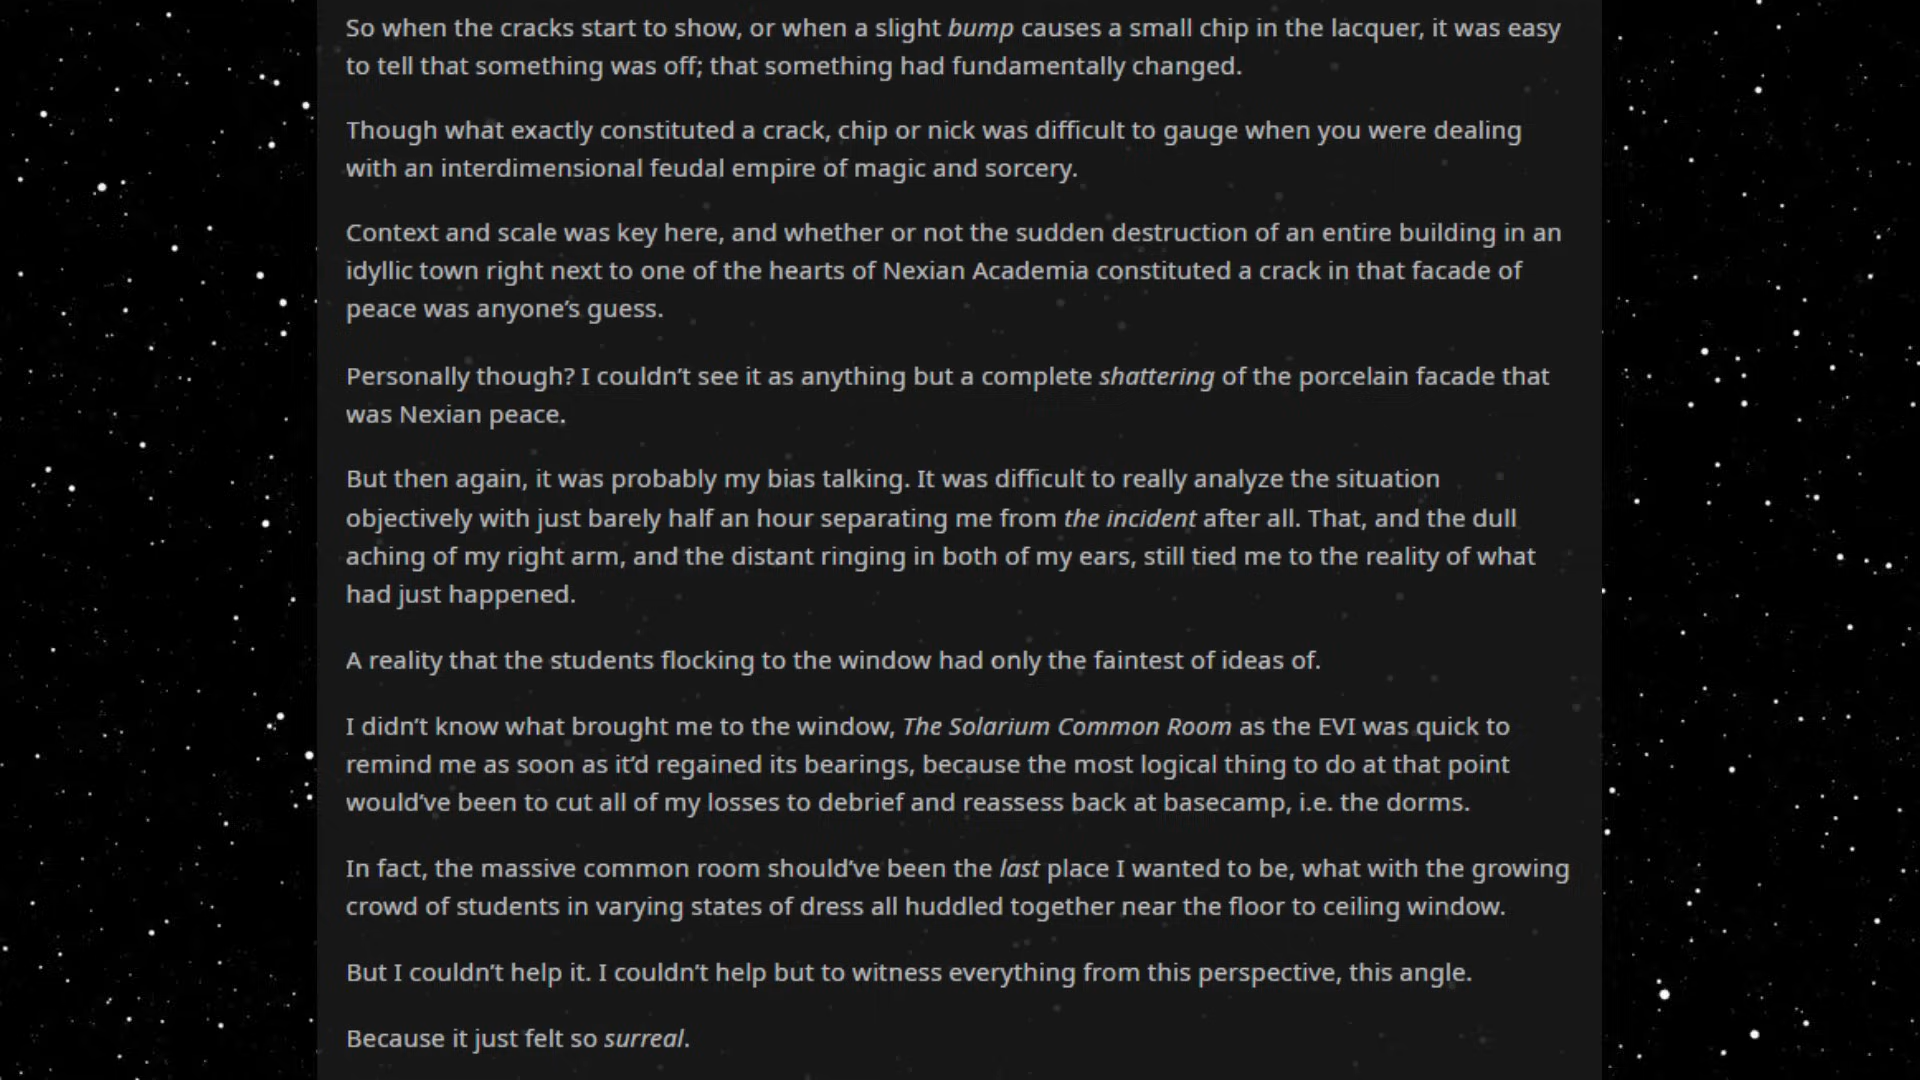 So when the cracks start to show, or when a slight bump causes a small chip in the lacquer, it was easy
to tell that something was off; that something had fundamentally changed.
Though what exactly constituted a crack, chip or nick was difficult to gauge when you were dealing
with an interdimensional feudal empire of magic and sorcery.
Context and scale was key here, and whether or not the sudden destruction of an entire building in an
idyllic town right next to one of the hearts of Nexian Academia constituted a crack in that facade of
peace was anyone’s guess.
Personally though? I couldn’t see it as anything but a complete shattering of the porcelain facade that
was Nexian peace.
But then again, it was probably my bias talking. It was difficult to really analyze the situation
objectively with just barely half an hour separating me from the incident after all. That, and the dull
aching of my right arm, and the distant ringing in both of my ears, still tied me to the reality of what
had just happened.
A reality that the students flocking to the window had only the faintest of ideas of.
I didn’t know what brought me to the window, The Solarium Common Room as the EVI was quick to
remind me as soon as it’d regained its bearings, because the most logical thing to do at that point
would’ve been to cut all of my losses to debrief and reassess back at basecamp, i.e. the dorms.
In fact, the massive common room should’ve been the last place I wanted to be, what with the growing
crowd of students in varying states of dress all huddled together near the floor to ceiling window.
But I couldn’t help it. I couldn’t help but to witness everything from this perspective, this angle.
Because it just felt so surreal.